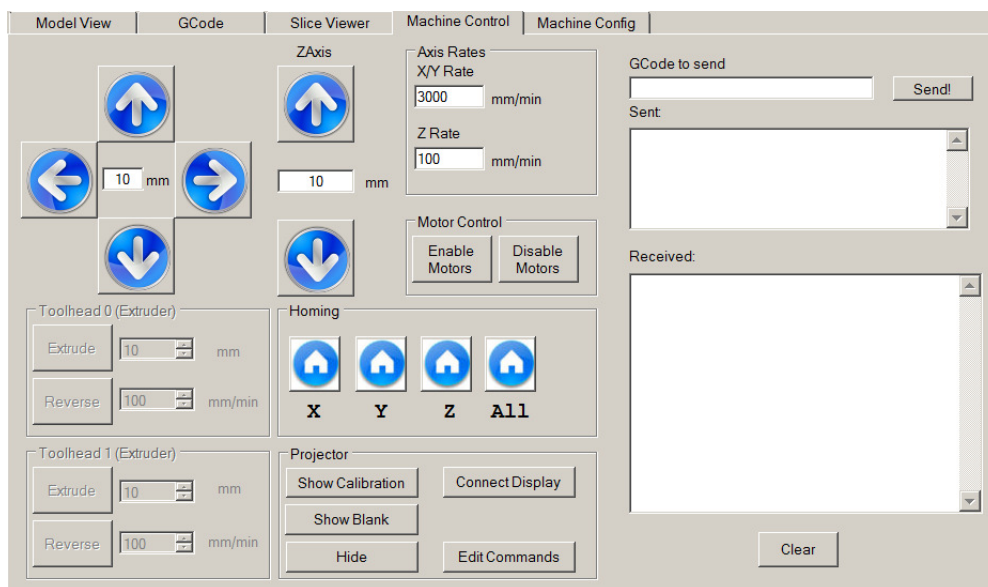 Model View
GCode
Slice Viewer
Machine Control
Machine Config
10 mm
ZAxis
10 mm
Axis Rates
X/Y Rate
3000 mm/min
Z Rate
100 mm/min
Motor Control
Enable
Motors
Disable
Motors
Toolhead 0 (Extruder)
Extrude 10 mm
Reverse 100 mm/min
Homing
X Y Z All
Toolhead 1 (Extruder)
Extrude 10 mm
Reverse 100 mm/min
Projector
Show Calibration
Connect Display
Show Blank
Hide
Edit Commands
GCode to send
Send!
Sent:
Received:
Clear